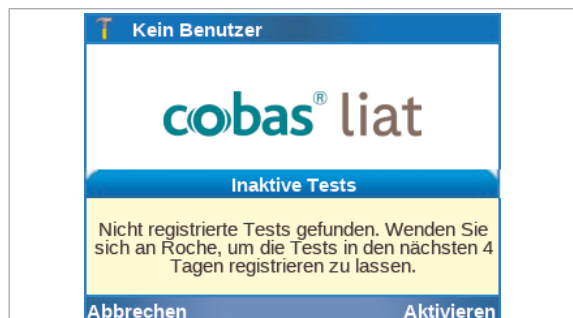 Kein Benutzer
cobas® liat
Inaktive Tests
Nicht registrierte Tests gefunden. Wenden Sie
sich an Roche, um die Tests in den nächsten 4
Tagen registrieren zu lassen.
Abbrechen Aktivieren